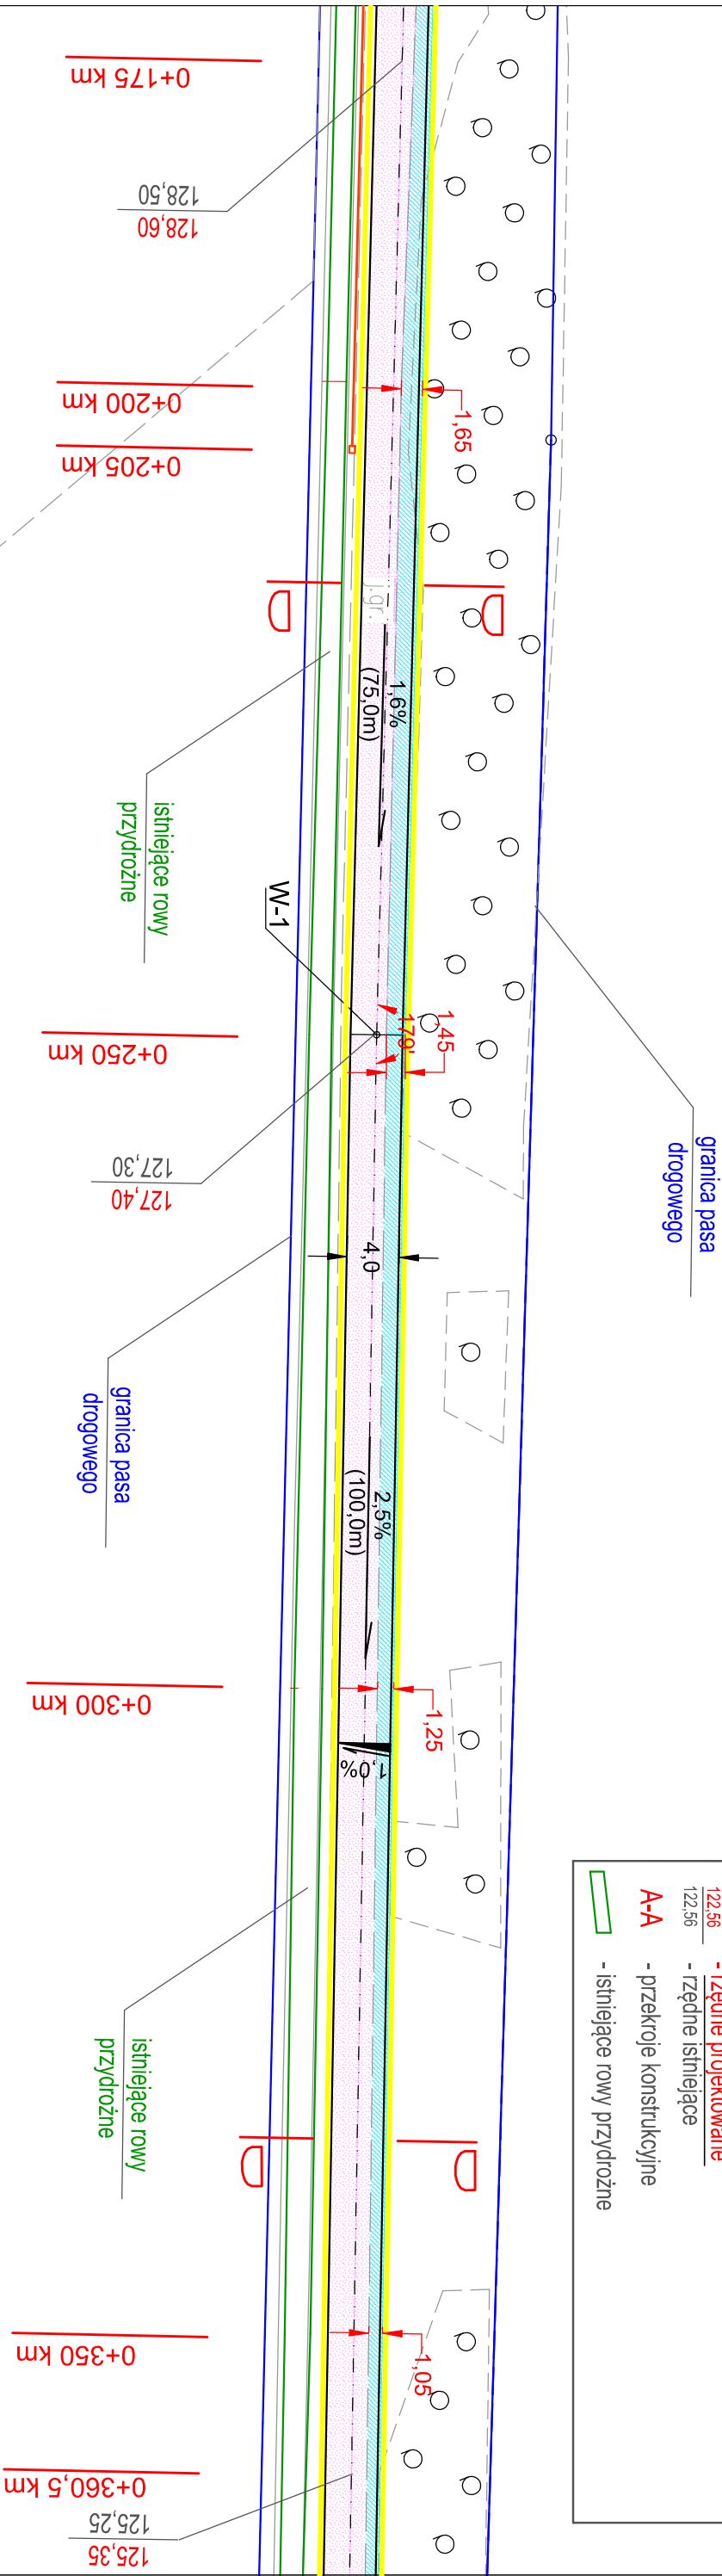 0+175 km
128,50
128,60
0+200 km
1,65
0+205 km
j.gr.
D
D
1,6%
(75,0m)
istniejące rowy
przydrożne
W-1
1,45
179'
0+250 km
127,30
127,40
granica pasa
drogowego
4,0
granica pasa
drogowego
2,5%
(100,0m)
0+300 km
1,25
1,0%
122,56
122,56
- rzędne projektowane
- rzędne istniejące
A-A
- przekroje konstrukcyjne
- istniejące rowy przydrożne
istniejące rowy
przydrożne
D
D
0+350 km
1,05
0+360,5 km
125,25
125,35